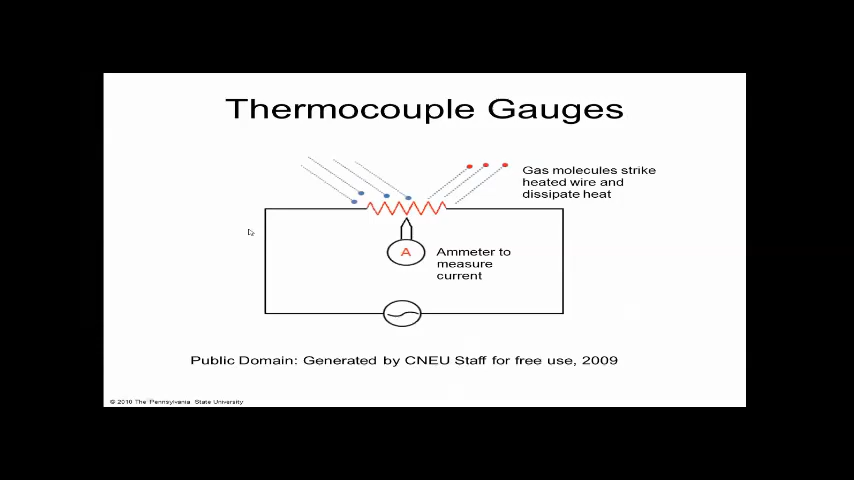 Thermocouple Gauges
Gas molecules strike
heated wire and
dissipate heat
A
Ammeter to
measure
current
Public Domain: Generated by CNEU Staff for free use, 2009
© 2010 The Pennsylvania State University